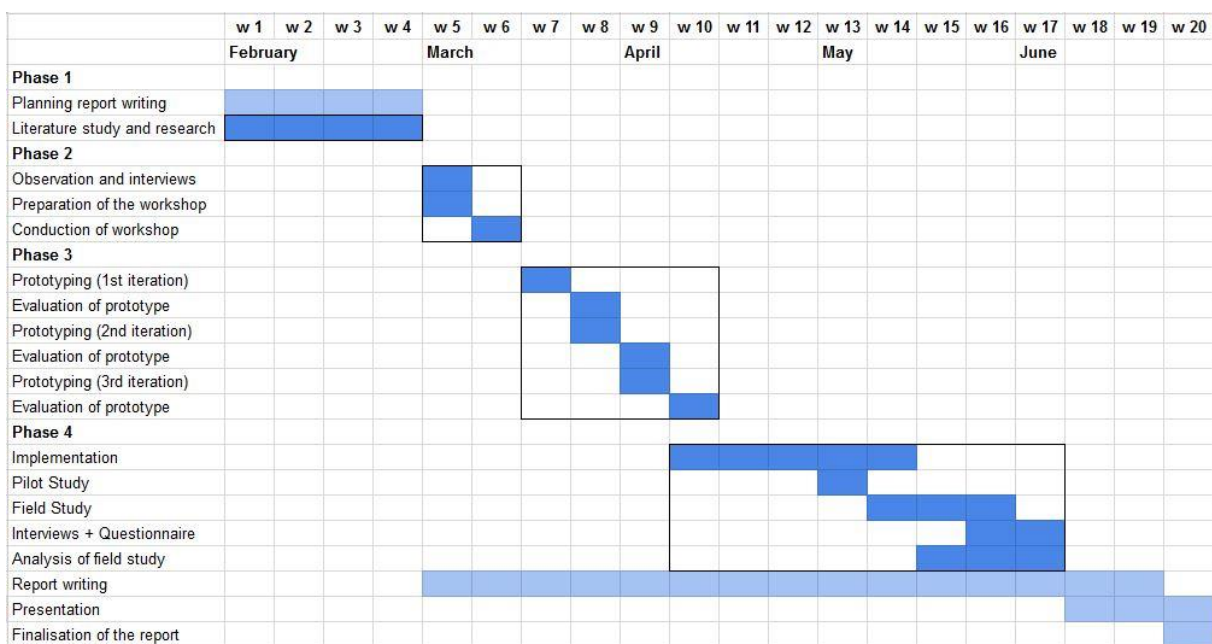 w 1 w 2 w 3 w 4 w 5 w 6 w 7 w 8 w 9 w 10 w 11 w 12 w 13 w 14 w 15 w 16 w 17 w 18 w 19 w 20
February March April May June
Phase 1
Planning report writing
Literature study and research
Phase 2
Observation and interviews
Preparation of the workshop
Conduction of workshop
Phase 3
Prototyping (1st iteration)
Evaluation of prototype
Prototyping (2nd iteration)
Evaluation of prototype
Prototyping (3rd iteration)
Evaluation of prototype
Phase 4
Implementation
Pilot Study
Field Study
Interviews + Questionnaire
Analysis of field study
Report writing
Presentation
Finalisation of the report